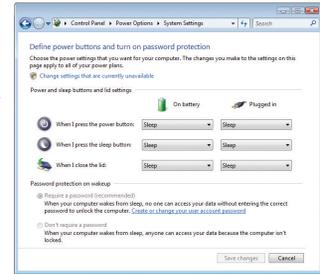 Control Panel ▸ Power Options ▸ System Settings
Search
Define power buttons and turn on password protection
Choose the power settings that you want for your computer. The changes you make to the settings on this
page apply to all of your power plans.
Change settings that are currently unavailable
Power and sleep buttons and lid settings
On battery Plugged in
When I press the power button: Sleep Sleep
When I press the sleep button: Sleep Sleep
When I close the lid: Sleep Sleep
Password protection on wakeup
Require a password (recommended)
When your computer wakes from sleep, no one can access your data without entering the correct
password to unlock the computer. Create or change your user account password
Don't require a password
When your computer wakes from sleep, anyone can access your data because the computer isn't
locked.
Save changes Cancel